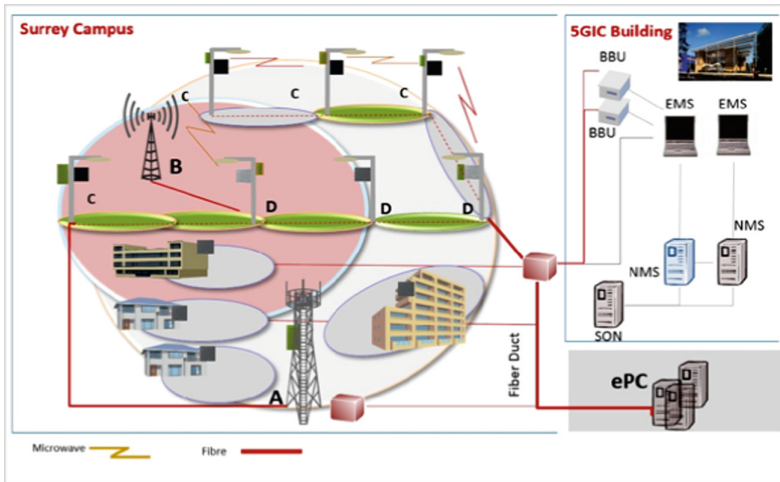 Surrey Campus
5GIC Building
BBU
BBU
EMS
EMS
C
C
C
B
C
D
D
D
NMS
NMS
SON
A
Fiber Duct
ePC
Microwave
Fibre